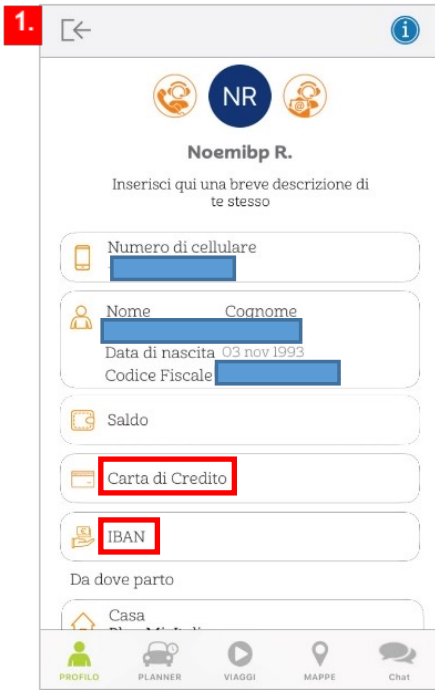 1.
NR
Noemibp R.
Inserisci qui una breve descrizione di
te stesso
Numero di cellulare
Nome Cognome
Data di nascita 03 nov 1993
Codice Fiscale
Saldo
Carta di Credito
IBAN
Da dove parto
Casa
PROFILO PLANNER VIAGGI MAPPE Chat